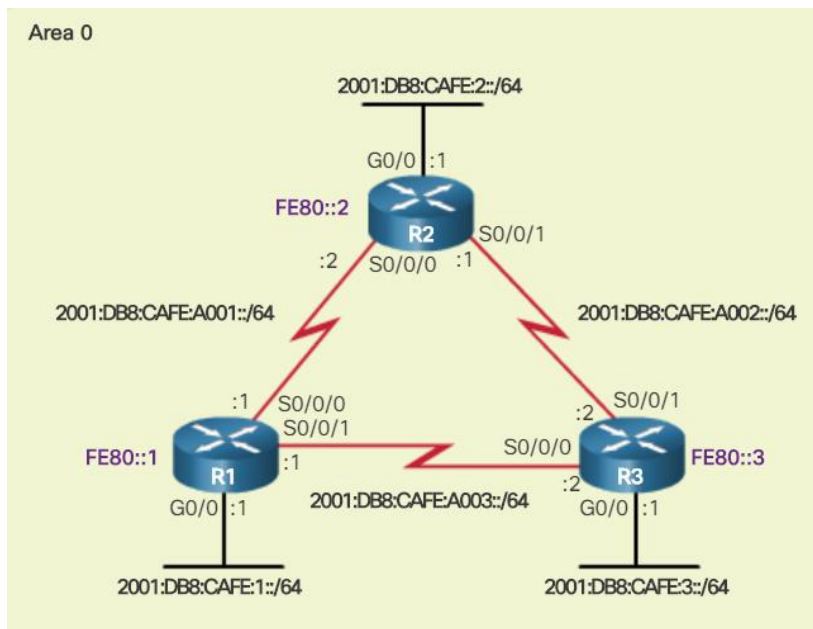 Area 0
2001:DB8:CAFE:2::/64
G0/0 :1
FE80::2
R2
S0/0/1
:2 S0/0/0 :1
2001:DB8:CAFE:A001::/64
2001:DB8:CAFE:A002::/64
:1 S0/0/0
:2 S0/0/1
S0/0/1
S0/0/0
FE80::1
R1
:1
:2
R3
FE80::3
2001:DB8:CAFE:A003::/64
G0/0 :1
G0/0 :1
2001:DB8:CAFE:1::/64
2001:DB8:CAFE:3::/64